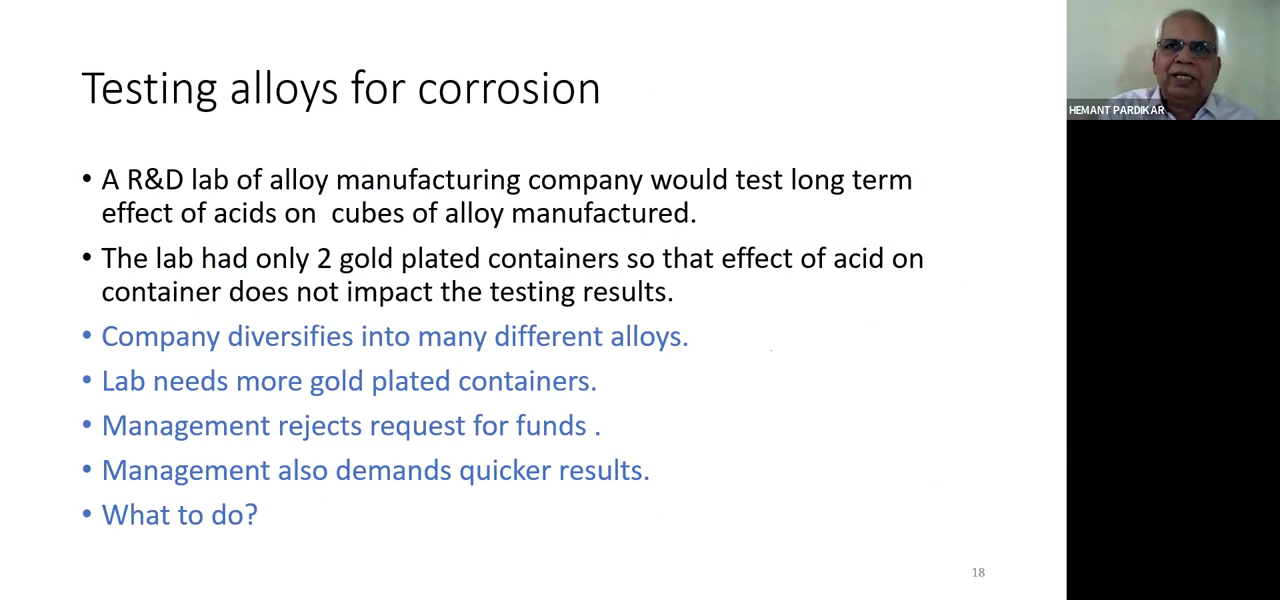 Testing alloys for corrosion
• A R&D lab of alloy manufacturing company would test long term
effect of acids on  cubes of alloy manufactured.
• The lab had only 2 gold plated containers so that effect of acid on
container does not impact the testing results.
• Company diversifies into many different alloys.
• Lab needs more gold plated containers.
• Management rejects request for funds .
• Management also demands quicker results.
• What to do?
18
HEMANT PARDIKAR